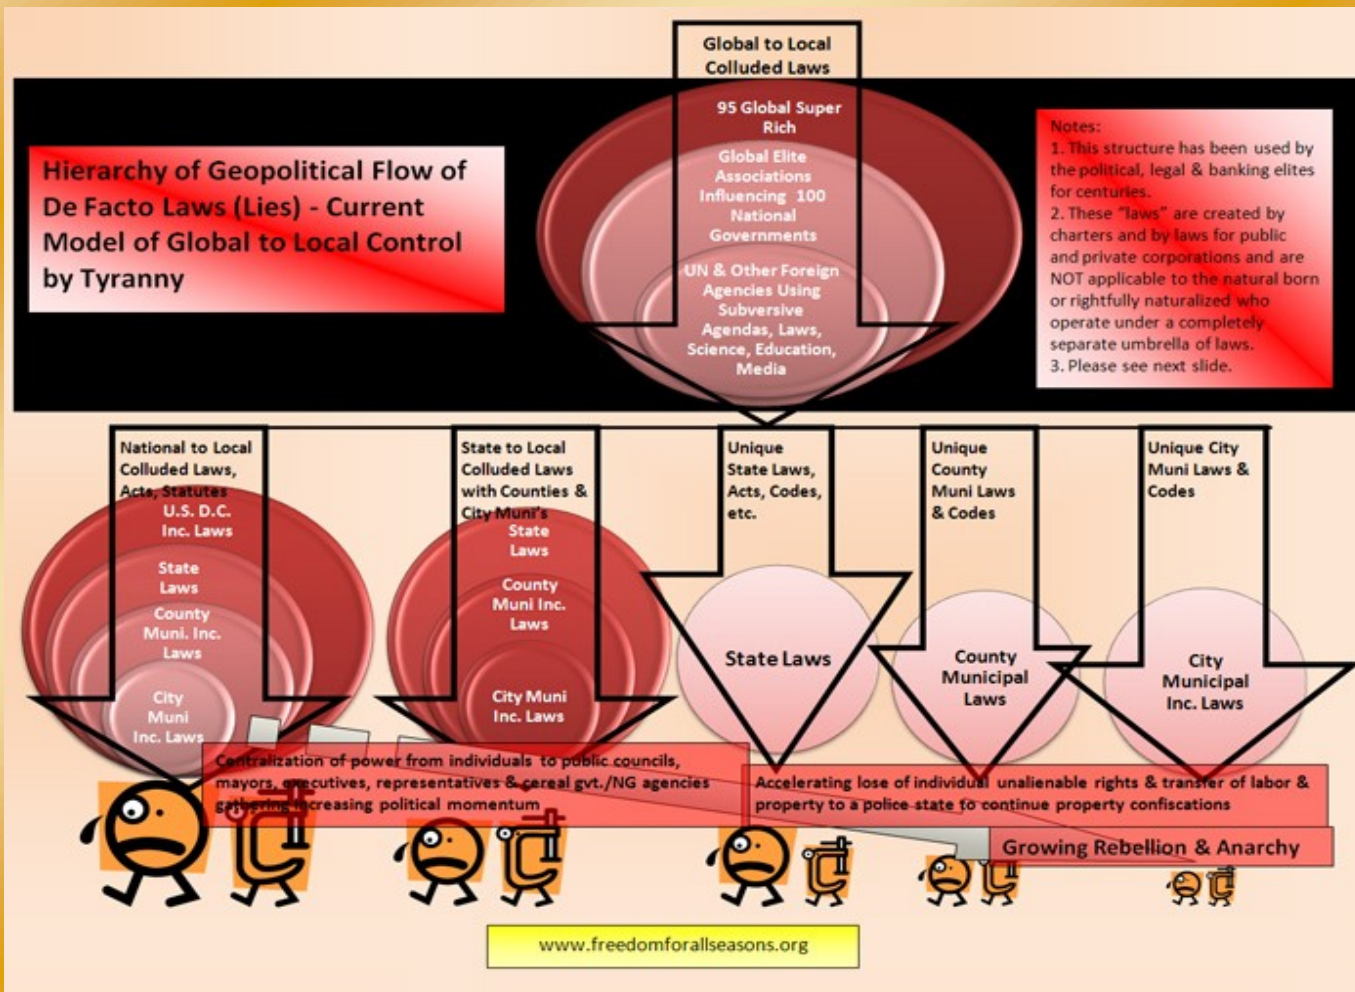 Global to Local
Colluded Laws
95 Global Super
Rich
Global Elite
Associations
Influencing 100
National
Governments
UN & Other Foreign
Agencies Using
Subversive
Agendas, Laws,
Science, Education,
Media
Hierarchy of Geopolitical Flow of
De Facto Laws (Lies) - Current
Model of Global to Local Control
by Tyranny
Notes:
1. This structure has been used by
the political, legal & banking elites
for centuries.
2. These "laws" are created by
charters and by laws for public
and private corporations and are
NOT applicable to the natural born
or rightfully naturalized who
operate under a completely
separate umbrella of laws.
3. Please see next slide.
National to Local
Colluded Laws,
Acts, Statutes
U.S. D.C.
Inc. Laws
State
Laws
County
Muni. Inc.
Laws
City
Muni
Inc. Laws
State to Local
Colluded Laws
with Counties &
City Muni's
State
Laws
County
Muni Inc.
Laws
City Muni
Inc. Laws
Unique
State Laws,
Acts, Codes,
etc.
State Laws
Unique
County
Muni Laws
& Codes
County
Municipal
Laws
Unique City
Muni Laws &
Codes
City
Municipal
Inc. Laws
Centralization of power from individuals to public councils,
mayors, executives, representatives & cereal gvt./NG agencies
gathering increasing political momentum
Accelerating lose of individual unalienable rights & transfer of labor &
property to a police state to continue property confiscations
Growing Rebellion & Anarchy
www.freedomforallseasons.org